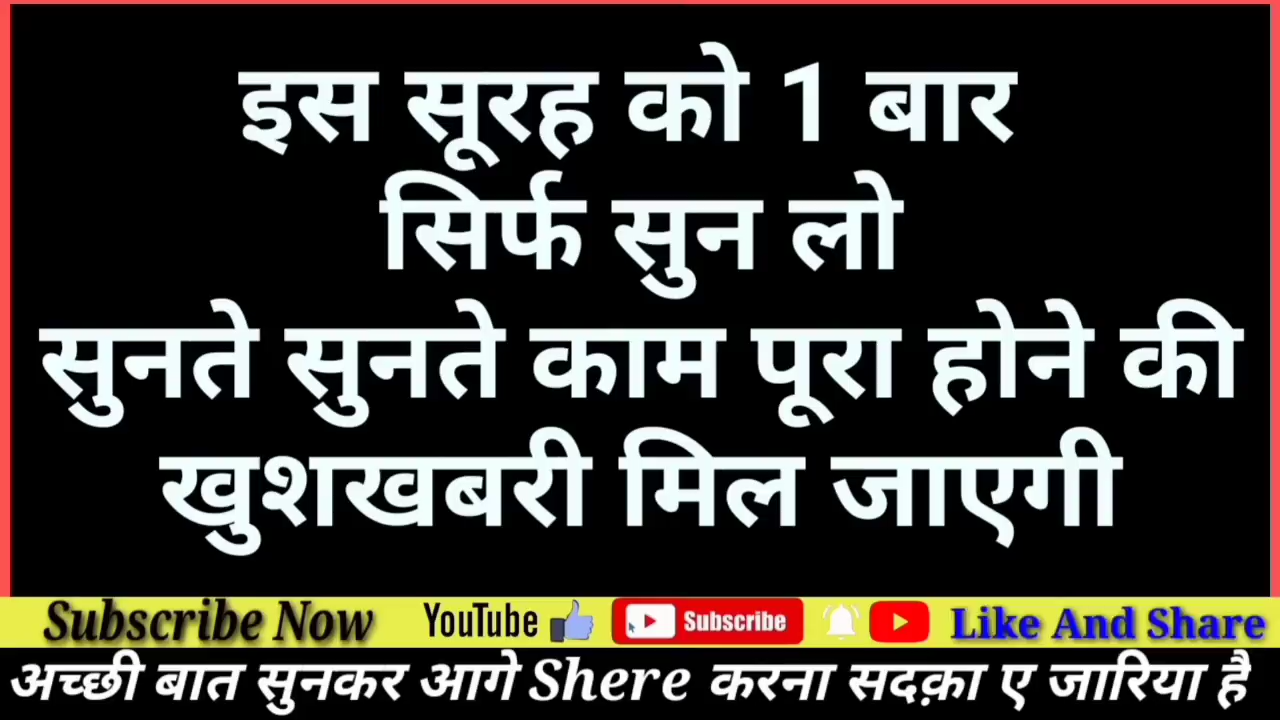 इस सूरह को 1 बार
सिर्फ सुन लो
सुनते सुनते काम पूरा होने की
खुशखबरी मिल जाएगी
Subscribe Now YouTube Subscribe Like And Share
अच्छी बात सुनकर आगे Shere करना सदक़ा ए जारिया है